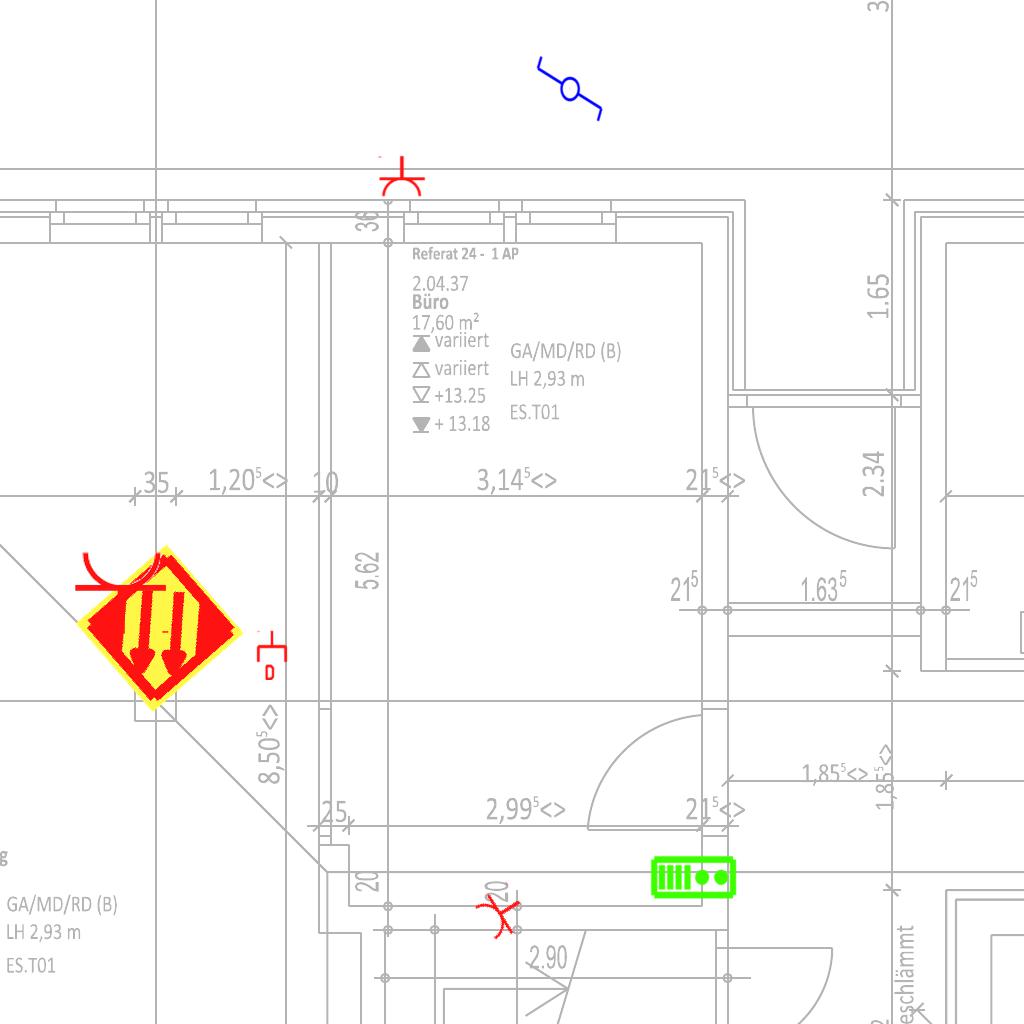 3
36
Referat 24 - 1 AP
2.04.37
Büro
17,60 m²
variiert
variiert
+13.25
+ 13.18
GA/MD/RD (B)
LH 2,93 m
ES.T01
1.65
2.34
35
1,20⁵<>
10
3,14⁵<>
21⁵<>
5.62
21⁵
1.63⁵
21⁵
D
8,50⁵<>
1,85⁵<>
1,85⁵<>
25
2,99⁵<>
21⁵<>
20
20
g
GA/MD/RD (B)
LH 2,93 m
ES.T01
2.90
eschlämmt
2